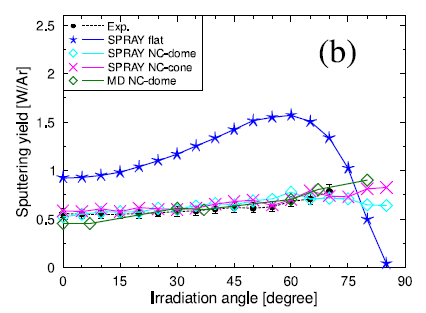 2.5
2
1.5
1
0.5
0
Sputtering yield [W/Ar]
Exp.
SPRAY flat
SPRAY NC-dome
SPRAY NC-cone
MD NC-dome
(b)
0 15 30 45 60 75 90
Irradiation angle [degree]